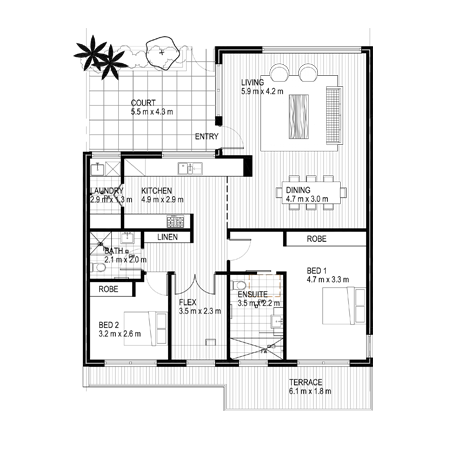 LIVING
5.9 m x 4.2 m
COURT
5.5 m x 4.3 m
ENTRY
LAUNDRY
2.9 m x 1.3 m
KITCHEN
4.9 m x 2.9 m
DINING
4.7 m x 3.0 m
LINEN
ROBE
BATH
2.1 m x 2.0 m
BED 1
4.7 m x 3.3 m
ROBE
FLEX
3.5 m x 2.3 m
ENSUITE
3.5 m x 2.2 m
BED 2
3.2 m x 2.6 m
TERRACE
6.1 m x 1.8 m